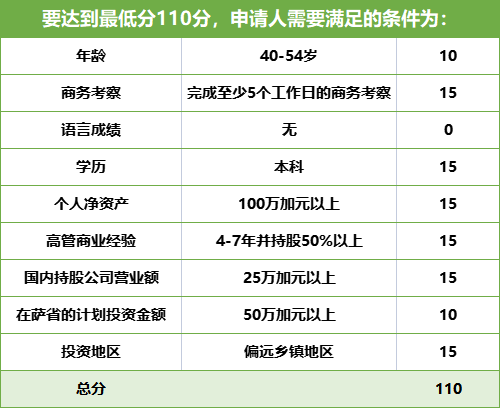 要达到最低分110分，申请人需要满足的条件为：
年龄 40-54岁 10
商务考察 完成至少5个工作日的商务考察 15
语言成绩 无 0
学历 本科 15
个人净资产 100万加元以上 15
高管商业经验 4-7年并持股50%以上 15
国内持股公司营业额 25万加元以上 15
在萨省的计划投资金额 50万加元以上 10
投资地区 偏远乡镇地区 15
总分 110